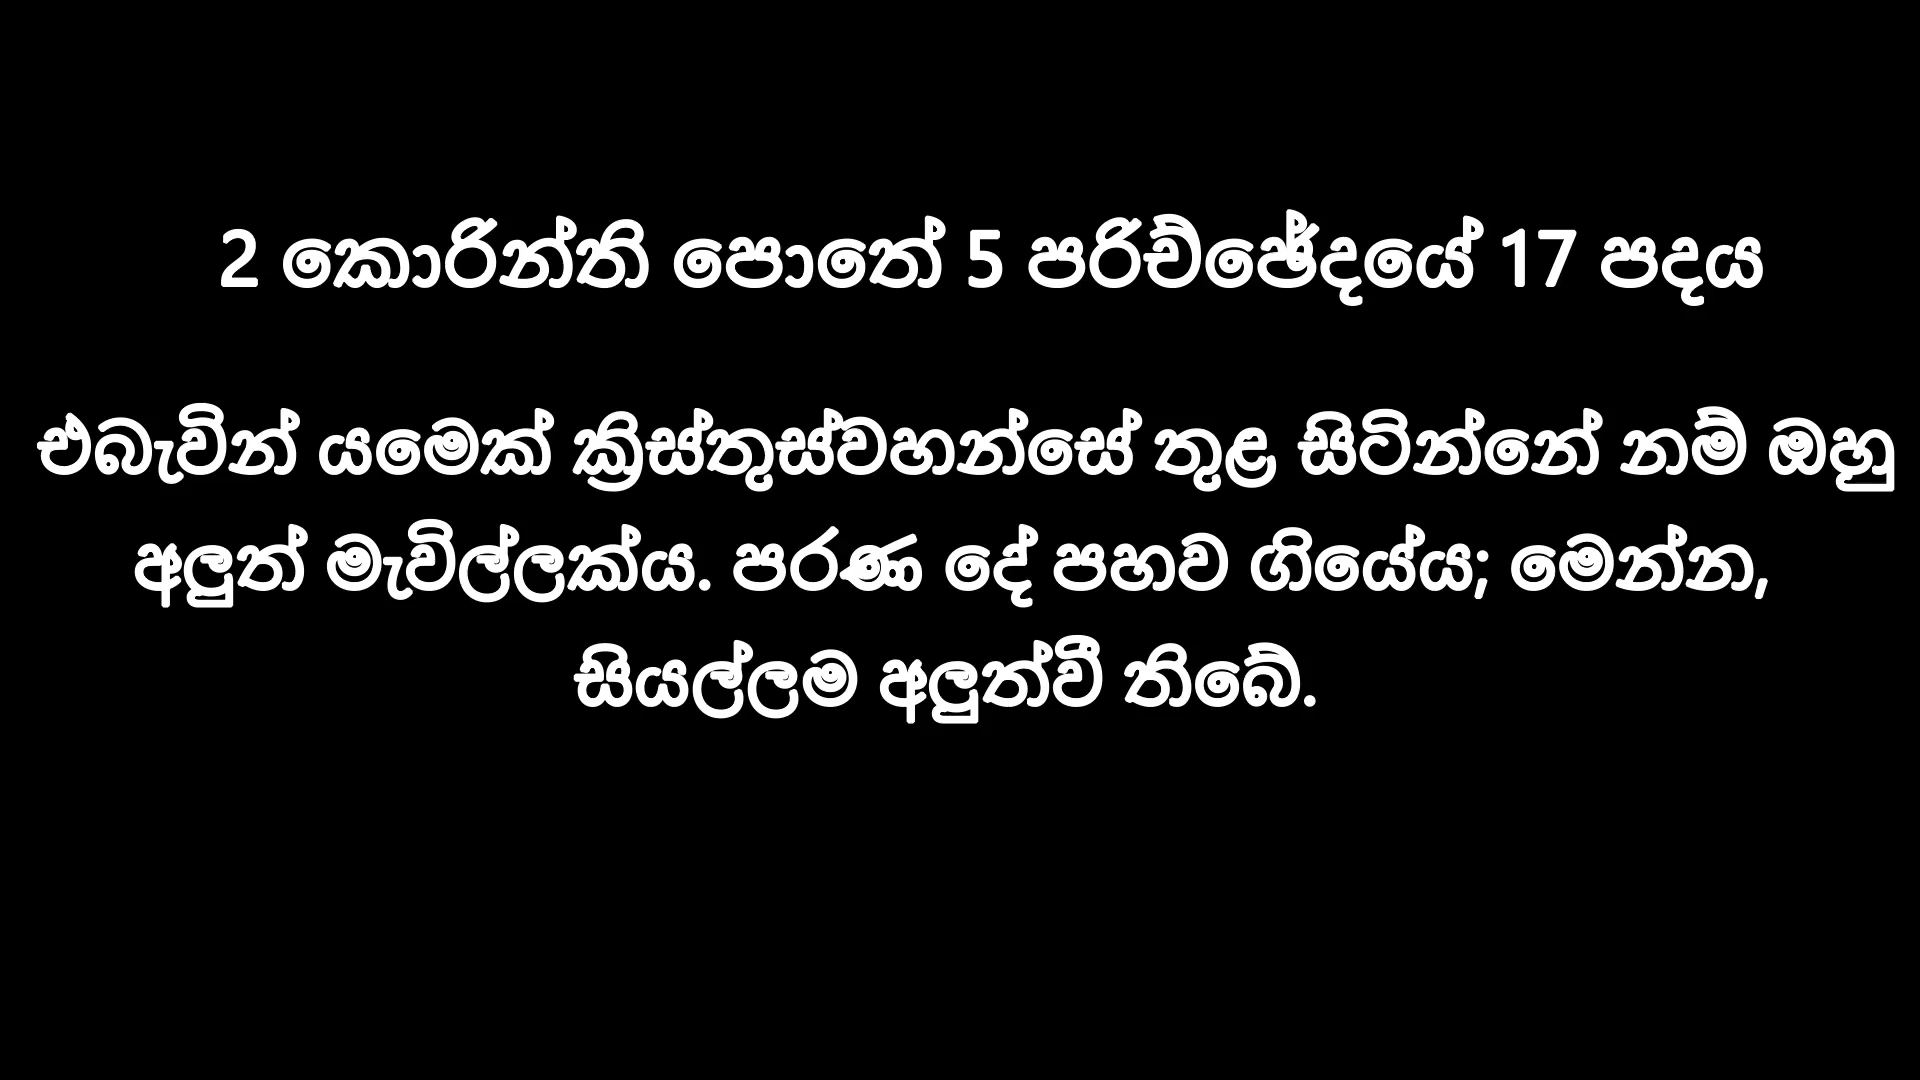 2 කොරින්ති පොතේ 5 පරිච්ඡේදයේ 17 පදය
එබැවින් යමෙක් ක්‍රිස්තුස්වහන්සේ තුළ සිටින්නේ නම් ඔහු
අලුත් මැවිල්ලක්ය. පරණ දේ පහව ගියේය; මෙන්න,
සියල්ලම අලුත්වී තිබේ.